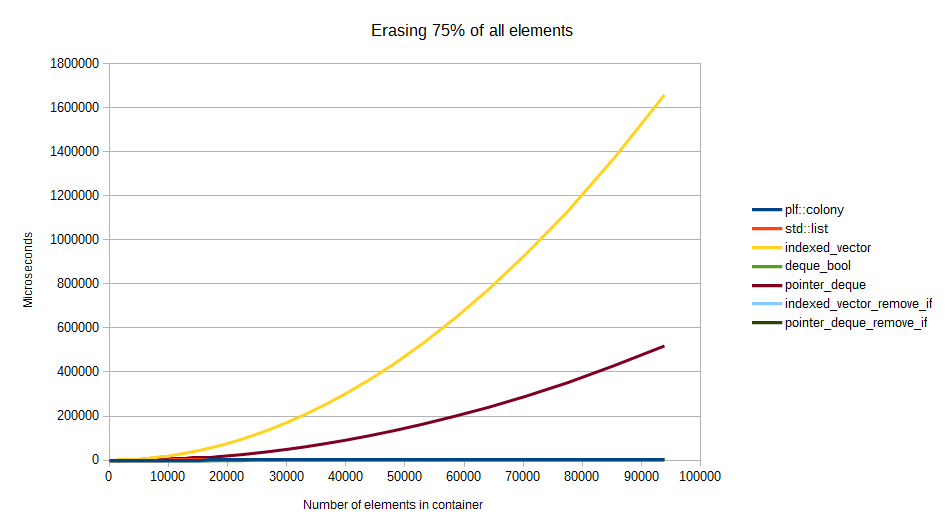 Erasing 75% of all elements
1800000
1600000
1400000
1200000
1000000
800000
600000
400000
200000
0
Microseconds
0 10000 20000 30000 40000 50000 60000 70000 80000 90000 100000
Number of elements in container
plf::colony
std::list
indexed_vector
deque_bool
pointer_deque
indexed_vector_remove_if
pointer_deque_remove_if